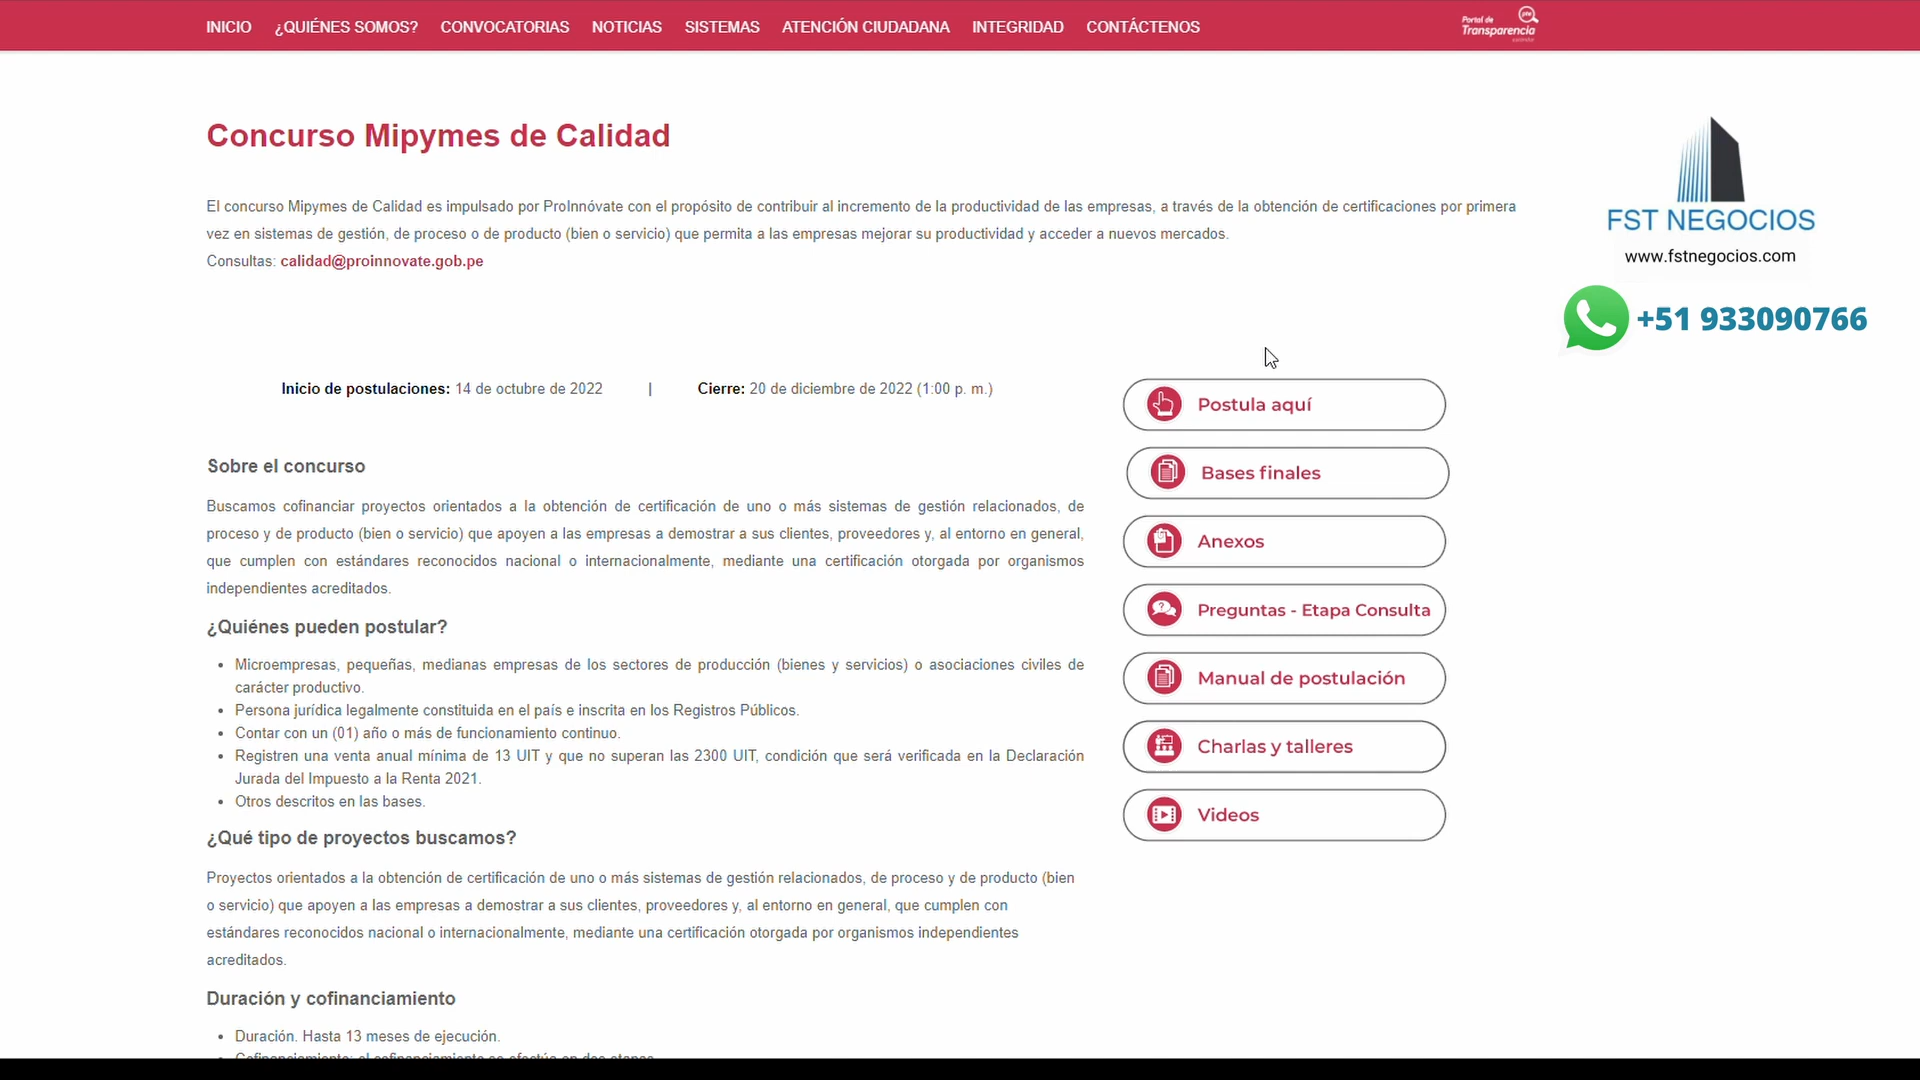 INICIO ¿QUIÉNES SOMOS? CONVOCATORIAS NOTICIAS SISTEMAS ATENCIÓN CIUDADANA INTEGRIDAD CONTÁCTENOS
Portal de
Transparencia
Concurso Mipymes de Calidad
El concurso Mipymes de Calidad es impulsado por ProInnóvate con el propósito de contribuir al incremento de la productividad de las empresas, a través de la obtención de certificaciones por primera
vez en sistemas de gestión, de proceso o de producto (bien o servicio) que permita a las empresas mejorar su productividad y acceder a nuevos mercados.
Consultas: calidad@proinnovate.gob.pe
FST NEGOCIOS
www.fstnegocios.com
+51 933090766
Inicio de postulaciones: 14 de octubre de 2022 | Cierre: 20 de diciembre de 2022 (1:00 p. m.)
Sobre el concurso
Buscamos cofinanciar proyectos orientados a la obtención de certificación de uno o más sistemas de gestión relacionados, de
proceso y de producto (bien o servicio) que apoyen a las empresas a demostrar a sus clientes, proveedores y, al entorno en general,
que cumplen con estándares reconocidos nacional o internacionalmente, mediante una certificación otorgada por organismos
independientes acreditados.
¿Quiénes pueden postular?
• Microempresas, pequeñas, medianas empresas de los sectores de producción (bienes y servicios) o asociaciones civiles de
carácter productivo.
• Persona jurídica legalmente constituida en el país e inscrita en los Registros Públicos.
• Contar con un (01) año o más de funcionamiento continuo.
• Registren una venta anual mínima de 13 UIT y que no superan las 2300 UIT, condición que será verificada en la Declaración
Jurada del Impuesto a la Renta 2021.
• Otros descritos en las bases.
¿Qué tipo de proyectos buscamos?
Proyectos orientados a la obtención de certificación de uno o más sistemas de gestión relacionados, de proceso y de producto (bien
o servicio) que apoyen a las empresas a demostrar a sus clientes, proveedores y, al entorno en general, que cumplen con
estándares reconocidos nacional o internacionalmente, mediante una certificación otorgada por organismos independientes
acreditados.
Duración y cofinanciamiento
• Duración. Hasta 13 meses de ejecución.
• Cofinanciamiento: el cofinanciamiento se efectúa en dos etapas
Postula aquí
Bases finales
Anexos
Preguntas - Etapa Consulta
Manual de postulación
Charlas y talleres
Videos